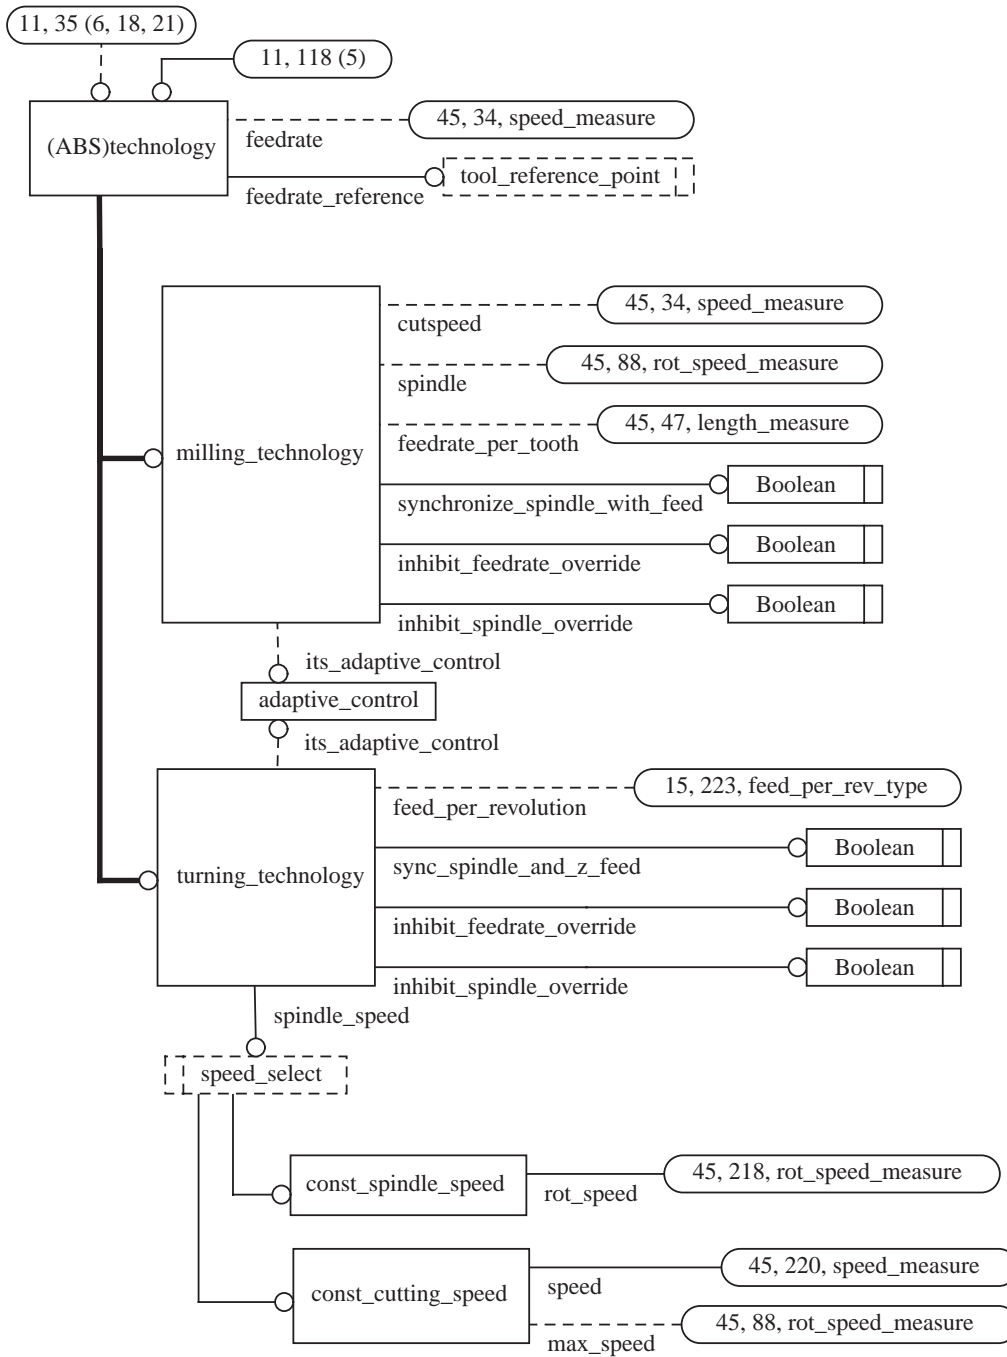 11, 35 (6, 18, 21)
11, 118 (5)
(ABS)technology
45, 34, speed_measure
feedrate
tool_reference_point
feedrate_reference
45, 34, speed_measure
cutspeed
45, 88, rot_speed_measure
spindle
45, 47, length_measure
feedrate_per_tooth
milling_technology
Boolean
synchronize_spindle_with_feed
Boolean
inhibit_feedrate_override
Boolean
inhibit_spindle_override
its_adaptive_control
adaptive_control
its_adaptive_control
15, 223, feed_per_rev_type
feed_per_revolution
Boolean
sync_spindle_and_z_feed
turning_technology
Boolean
inhibit_feedrate_override
Boolean
inhibit_spindle_override
spindle_speed
speed_select
45, 218, rot_speed_measure
const_spindle_speed
rot_speed
45, 220, speed_measure
speed
const_cutting_speed
45, 88, rot_speed_measure
max_speed